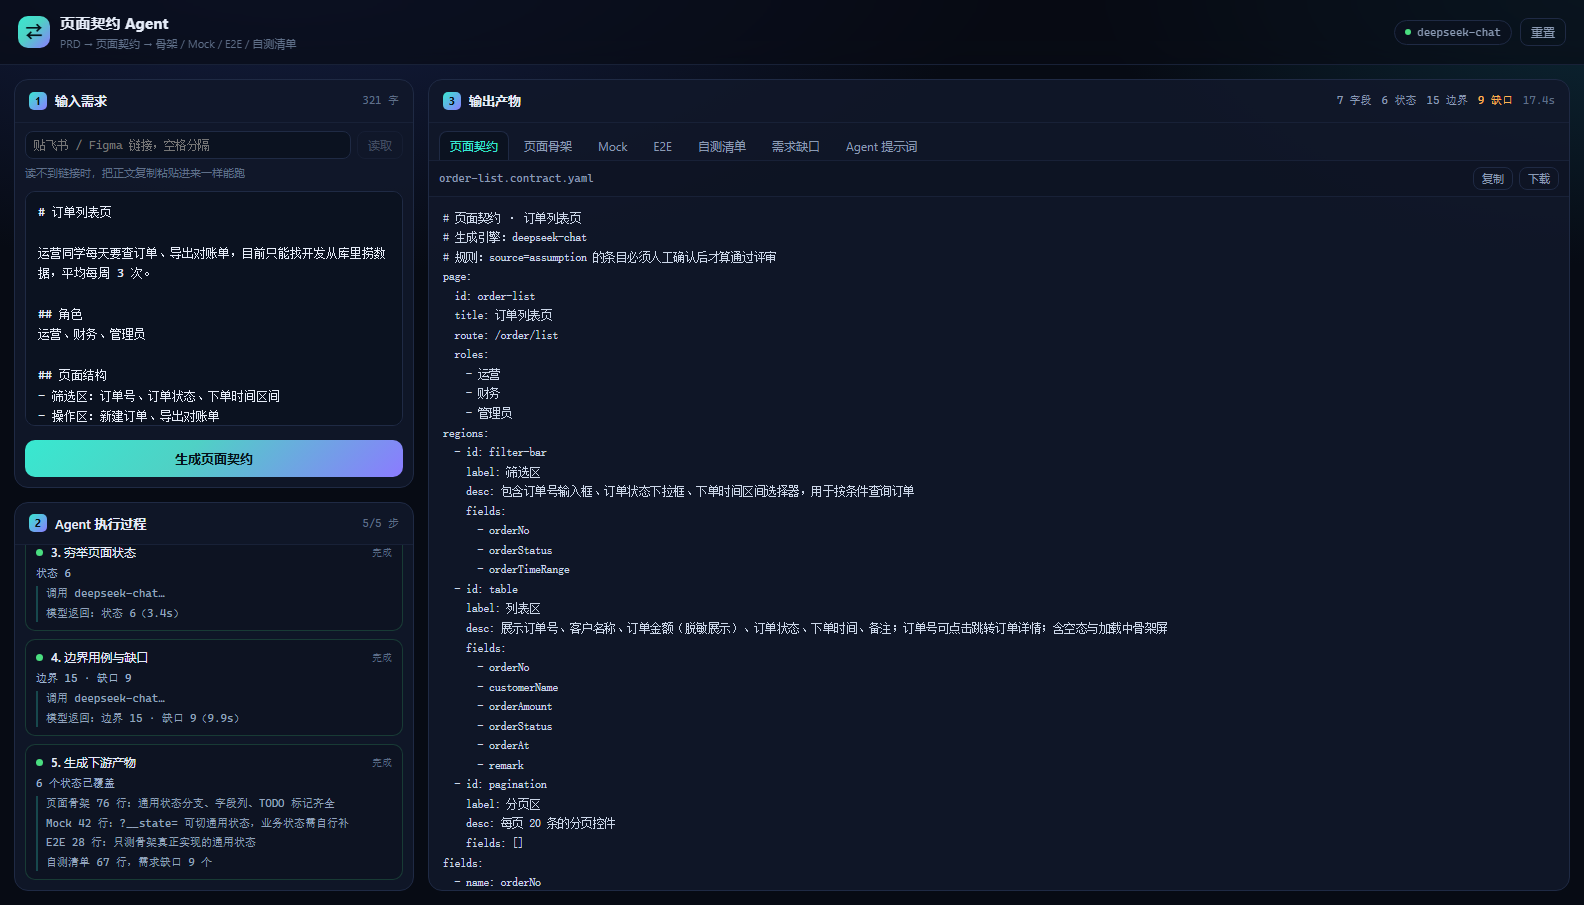 页面契约 Agent
PRD → 页面契约 → 骨架 / Mock / E2E / 自测清单
deepseek-chat
重置
1 输入需求
321 字
贴飞书 / Figma 链接，空格分隔
读取
读不到链接时，把正文复制粘贴进来一样能跑
# 订单列表页
运营同学每天要查订单、导出对账单，目前只能找开发从库里捞数
据，平均每周 3 次。
## 角色
运营、财务、管理员
## 页面结构
- 筛选区：订单号、订单状态、下单时间区间
- 操作区：新建订单、导出对账单
生成页面契约
2 Agent 执行过程
5/5 步
3. 穷举页面状态
完成
状态 6
调用 deepseek-chat…
模型返回：状态 6（3.4s）
4. 边界用例与缺口
完成
边界 15 · 缺口 9
调用 deepseek-chat…
模型返回：边界 15 · 缺口 9（9.9s）
5. 生成下游产物
完成
6 个状态已覆盖
页面骨架 76 行：通用状态分支、字段列、TODO 标记齐全
Mock 42 行：?__state= 可切通用状态，业务状态需自行补
E2E 28 行：只测骨架真正实现的通用状态
自测清单 67 行，需求缺口 9 个
3 输出产物
7 字段 6 状态 15 边界 9 缺口 17.4s
页面契约 页面骨架 Mock E2E 自测清单 需求缺口 Agent 提示词
order-list.contract.yaml
复制
下载
# 页面契约 · 订单列表页
# 生成引擎：deepseek-chat
# 规则：source=assumption 的条目必须人工确认后才算通过评审
page:
id: order-list
title: 订单列表页
route: /order/list
roles:
- 运营
- 财务
- 管理员
regions:
- id: filter-bar
label: 筛选区
desc: 包含订单号输入框、订单状态下拉框、下单时间区间选择器，用于按条件查询订单
fields:
- orderNo
- orderStatus
- orderTimeRange
- id: table
label: 列表区
desc: 展示订单号、客户名称、订单金额（脱敏展示）、订单状态、下单时间、备注；订单号可点击跳转订单详情；含空态与加载中骨架屏
fields:
- orderNo
- customerName
- orderAmount
- orderStatus
- orderAt
- remark
- id: pagination
label: 分页区
desc: 每页 20 条的分页控件
fields: []
fields:
- name: orderNo